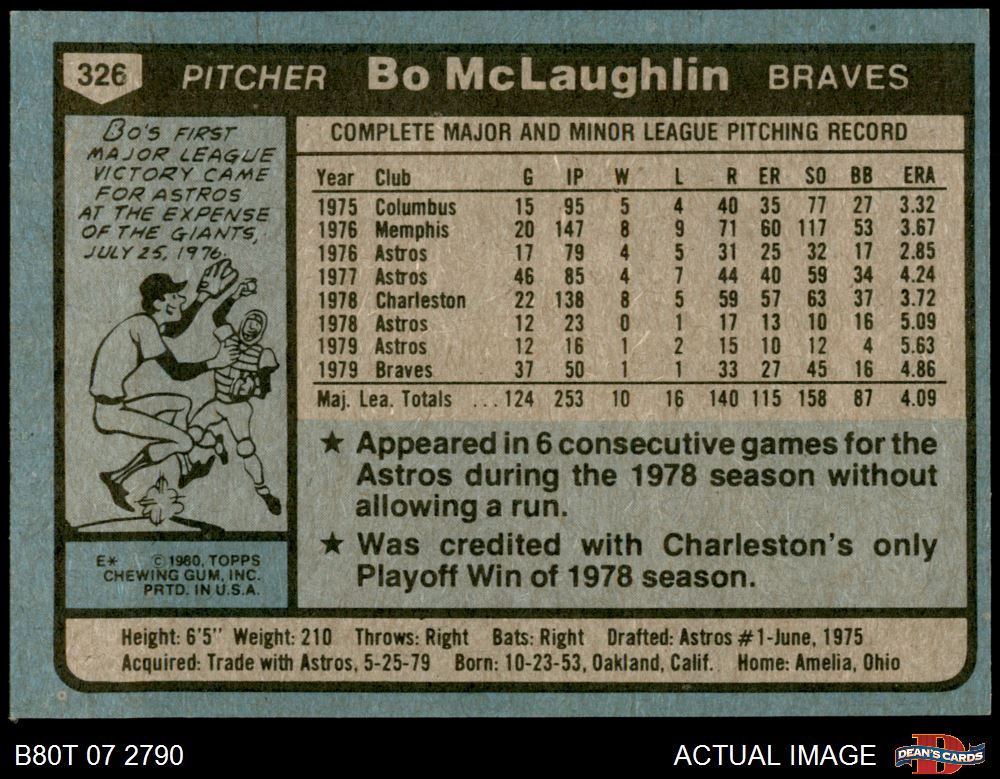 326 PITCHER Bo McLaughlin BRAVES
Bo's FIRST
MAJOR LEAGUE
VICTORY CAME
FOR ASTROS
AT THE EXPENSE
OF THE GIANTS,
JULY 25, 1976.
E* © 1980, TOPPS
CHEWING GUM, INC.
PRTD. IN U.S.A.
COMPLETE MAJOR AND MINOR LEAGUE PITCHING RECORD
Year Club G IP W L R ER SO BB ERA
1975 Columbus 15 95 5 4 40 35 77 27 3.32
1976 Memphis 20 147 8 9 71 60 117 53 3.67
1976 Astros 17 79 4 5 31 25 32 17 2.85
1977 Astros 46 85 4 7 44 40 59 34 4.24
1978 Charleston 22 138 8 5 59 57 63 37 3.72
1978 Astros 12 23 0 1 17 13 10 16 5.09
1979 Astros 12 16 1 2 15 10 12 4 5.63
1979 Braves 37 50 1 1 33 27 45 16 4.86
Maj. Lea. Totals ...124 253 10 16 140 115 158 87 4.09
★ Appeared in 6 consecutive games for the
Astros during the 1978 season without
allowing a run.
★ Was credited with Charleston's only
Playoff Win of 1978 season.
Height: 6'5" Weight: 210 Throws: Right Bats: Right Drafted: Astros #1-June, 1975
Acquired: Trade with Astros, 5-25-79 Born: 10-23-53, Oakland, Calif. Home: Amelia, Ohio
B80T 07 2790 ACTUAL IMAGE DEAN'S CARDS